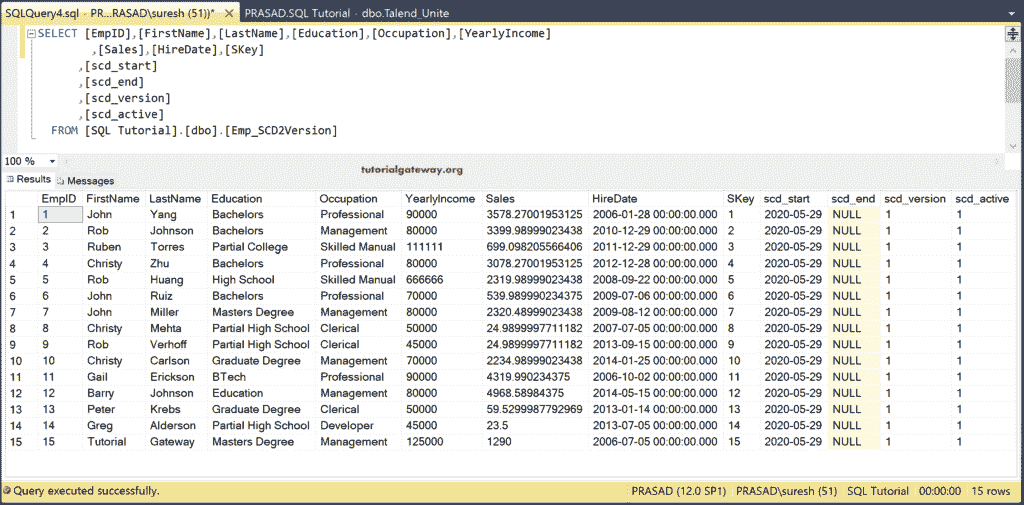 SQLQuery4.sql - PR...RASAD\suresh (51))* PRASAD.SQL Tutorial - dbo.Talend_Unite
SELECT [EmpID],[FirstName],[LastName],[Education],[Occupation],[YearlyIncome]
,[Sales],[HireDate],[SKey]
,[scd_start]
,[scd_end]
,[scd_version]
,[scd_active]
FROM [SQL Tutorial].[dbo].[Emp_SCD2Version]
100 %
tutorialgateway.org
Results Messages
EmpID FirstName LastName Education Occupation YearlyIncome Sales HireDate SKey scd_start scd_end scd_version scd_active
1 1 John Yang Bachelors Professional 90000 3578.27001953125 2006-01-28 00:00:00.000 1 2020-05-29 NULL 1 1
2 2 Rob Johnson Bachelors Management 80000 3399.98999023438 2010-12-29 00:00:00.000 2 2020-05-29 NULL 1 1
3 3 Ruben Torres Partial College Skilled Manual 111111 699.098205566406 2011-12-29 00:00:00.000 3 2020-05-29 NULL 1 1
4 4 Christy Zhu Bachelors Professional 80000 3078.27001953125 2012-12-28 00:00:00.000 4 2020-05-29 NULL 1 1
5 5 Rob Huang High School Skilled Manual 666666 2319.98999023438 2008-09-22 00:00:00.000 5 2020-05-29 NULL 1 1
6 6 John Ruiz Bachelors Professional 70000 539.989990234375 2009-07-06 00:00:00.000 6 2020-05-29 NULL 1 1
7 7 John Miller Masters Degree Management 80000 2320.48999023438 2009-08-12 00:00:00.000 7 2020-05-29 NULL 1 1
8 8 Christy Mehta Partial High School Clerical 50000 24.9899997711182 2007-07-05 00:00:00.000 8 2020-05-29 NULL 1 1
9 9 Rob Verhoff Partial High School Clerical 45000 24.9899997711182 2013-09-15 00:00:00.000 9 2020-05-29 NULL 1 1
10 10 Christy Carlson Graduate Degree Management 70000 2234.98999023438 2014-01-25 00:00:00.000 10 2020-05-29 NULL 1 1
11 11 Gail Erickson BTech Professional 90000 4319.990234375 2006-10-02 00:00:00.000 11 2020-05-29 NULL 1 1
12 12 Barry Johnson Education Management 80000 4968.58984375 2014-05-15 00:00:00.000 12 2020-05-29 NULL 1 1
13 13 Peter Krebs Graduate Degree Clerical 50000 59.5299987792969 2013-01-14 00:00:00.000 13 2020-05-29 NULL 1 1
14 14 Greg Alderson Partial High School Developer 45000 23.5 2013-07-05 00:00:00.000 14 2020-05-29 NULL 1 1
15 15 Tutorial Gateway Masters Degree Management 125000 1290 2006-07-05 00:00:00.000 15 2020-05-29 NULL 1 1
Query executed successfully. PRASAD (12.0 SP1) PRASAD\suresh (51) SQL Tutorial 00:00:00 15 rows